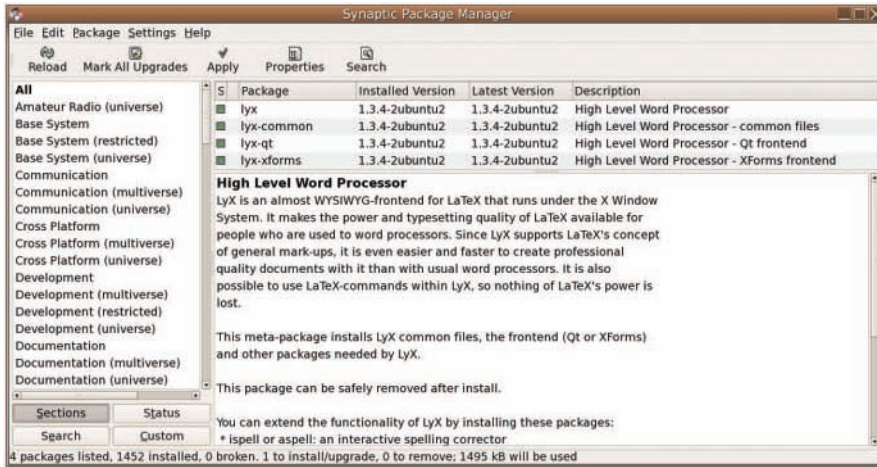 Synaptic Package Manager
File Edit Package Settings Help
Reload Mark All Upgrades Apply Properties Search
All
Amateur Radio (universe)
Base System
Base System (restricted)
Base System (universe)
Communication
Communication (multiverse)
Communication (universe)
Cross Platform
Cross Platform (multiverse)
Cross Platform (universe)
Development
Development (multiverse)
Development (restricted)
Development (universe)
Documentation
Documentation (multiverse)
Documentation (universe)
Sections Status
Search Custom
S Package Installed Version Latest Version Description
lyx 1.3.4-2ubuntu2 1.3.4-2ubuntu2 High Level Word Processor
lyx-common 1.3.4-2ubuntu2 1.3.4-2ubuntu2 High Level Word Processor - common files
lyx-qt 1.3.4-2ubuntu2 1.3.4-2ubuntu2 High Level Word Processor - Qt frontend
lyx-xforms 1.3.4-2ubuntu2 1.3.4-2ubuntu2 High Level Word Processor - XForms frontend
High Level Word Processor
LyX is an almost WYSIWYG-frontend for LaTeX that runs under the X Window
System. It makes the power and typesetting quality of LaTeX available for
people who are used to word processors. Since LyX supports LaTeX's concept
of general mark-ups, it is even easier and faster to create professional
quality documents with it than with usual word processors. It is also
possible to use LaTeX-commands within LyX, so nothing of LaTeX's power is
lost.
This meta-package installs LyX common files, the frontend (Qt or XForms)
and other packages needed by LyX.
This package can be safely removed after install.
You can extend the functionality of LyX by installing these packages:
* ispell or aspell: an interactive spelling corrector
4 packages listed, 1452 installed, 0 broken. 1 to install/upgrade, 0 to remove; 1495 kB will be used